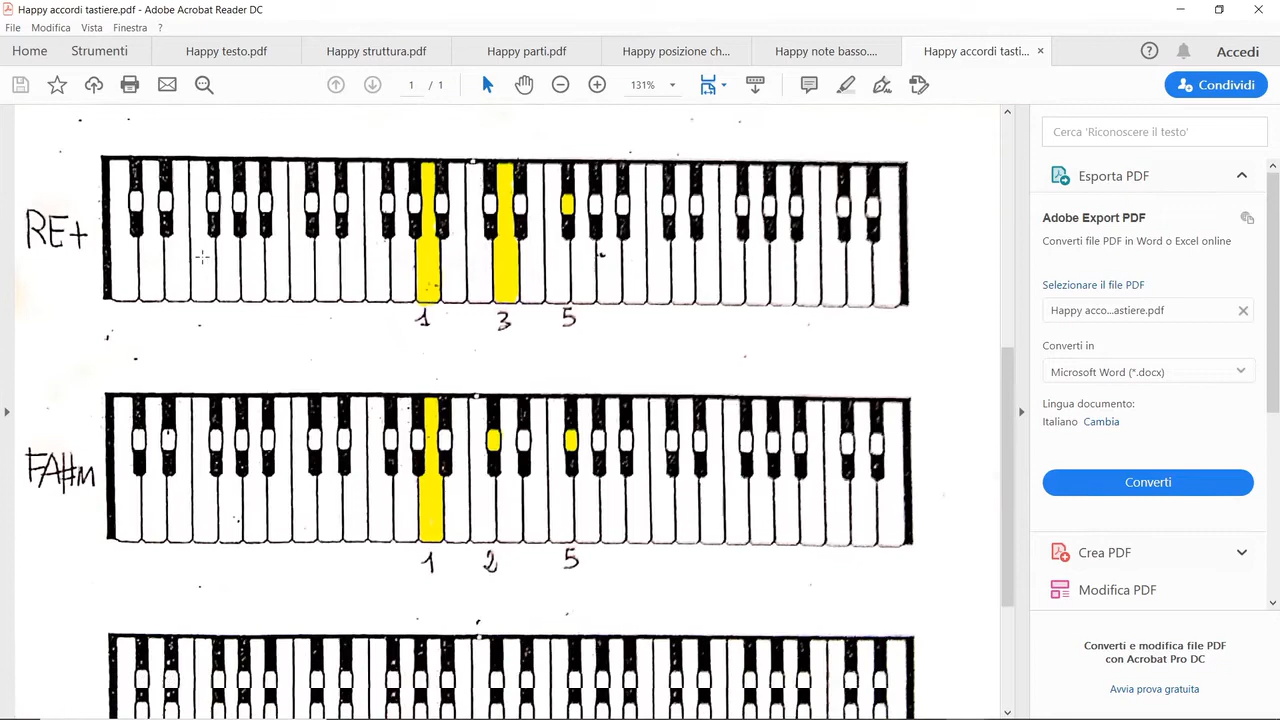 Happy accordi tastiere.pdf - Adobe Acrobat Reader DC
File Modifica Vista Finestra ?
Home Strumenti Happy testo.pdf Happy struttura.pdf Happy parti.pdf Happy posizione ch... Happy note basso.... Happy accordi tasti... Accedi
1 / 1 131% Condividi
Cerca 'Riconoscere il testo'
Esporta PDF
Adobe Export PDF
Converti file PDF in Word o Excel online
Selezionare il file PDF
Happy acco...astiere.pdf
Converti in
Microsoft Word (*.docx)
Lingua documento:
Italiano Cambia
Converti
Crea PDF
Modifica PDF
Converti e modifica file PDF
con Acrobat Pro DC
Avvia prova gratuita
RE+
1 3 5
FA#m
1 2 5